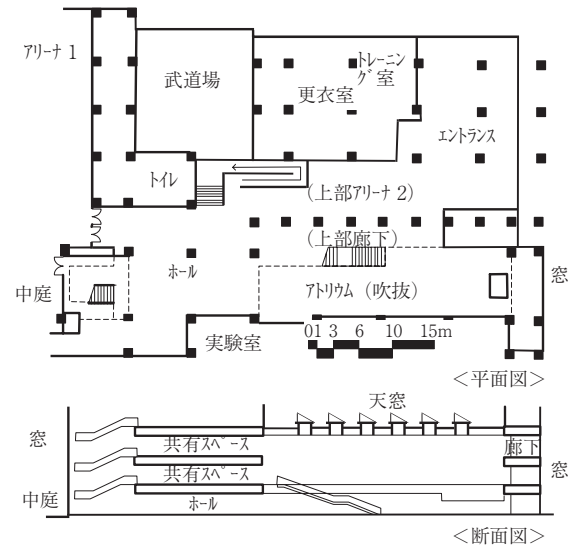 アリーナ 1
武道場
トレーニン
グ室
更衣室
エントランス
トイレ
(上部アリーナ 2)
(上部廊下)
ホール
中庭
アトリウム (吹抜)
窓
実験室
01 3 6 10 15m
<平面図>
天窓
窓
共有スペース
廊下
共有スペース
窓
中庭
ホール
<断面図>